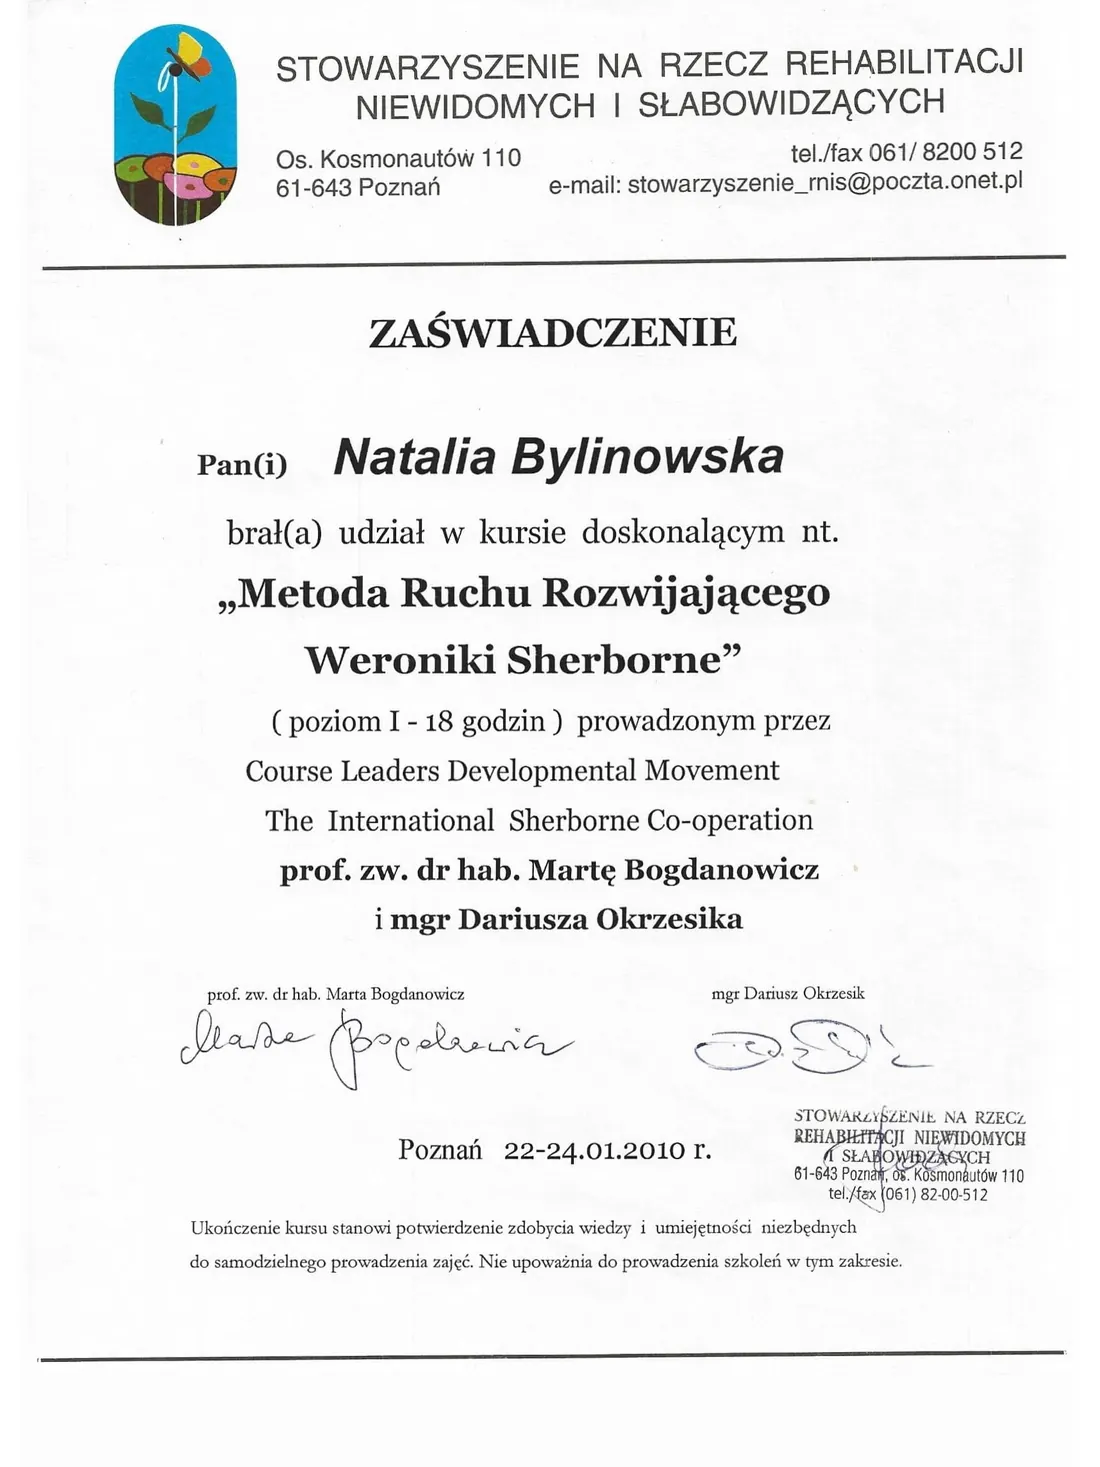 STOWARZYSZENIE NA RZECZ REHABILITACJI
NIEWIDOMYCH I SŁABOWIDZĄCYCH
Os. Kosmonautów 110
61-643 Poznań
tel./fax 061/ 8200 512
e-mail: stowarzyszenie_rnis@poczta.onet.pl
ZAŚWIADCZENIE
Pan(i) Natalia Bylinowska
brał(a) udział w kursie doskonalącym nt.
„Metoda Ruchu Rozwijającego
Weroniki Sherborne”
( poziom I - 18 godzin ) prowadzonym przez
Course Leaders Developmental Movement
The International Sherborne Co-operation
prof. zw. dr hab. Martę Bogdanowicz
i mgr Dariusza Okrzesika
prof. zw. dr hab. Marta Bogdanowicz
mgr Dariusz Okrzesik
Marta Bogdanowicz
Poznań 22-24.01.2010 r.
STOWARZYSZENIE NA RZECZ
REHABILITACJI NIEWIDOMYCH
I SŁABOWIDZĄCYCH
61-643 Poznań, os. Kosmonautów 110
tel./fax (061) 82-00-512
Ukończenie kursu stanowi potwierdzenie zdobycia wiedzy i umiejętności niezbędnych
do samodzielnego prowadzenia zajęć. Nie upoważnia do prowadzenia szkoleń w tym zakresie.